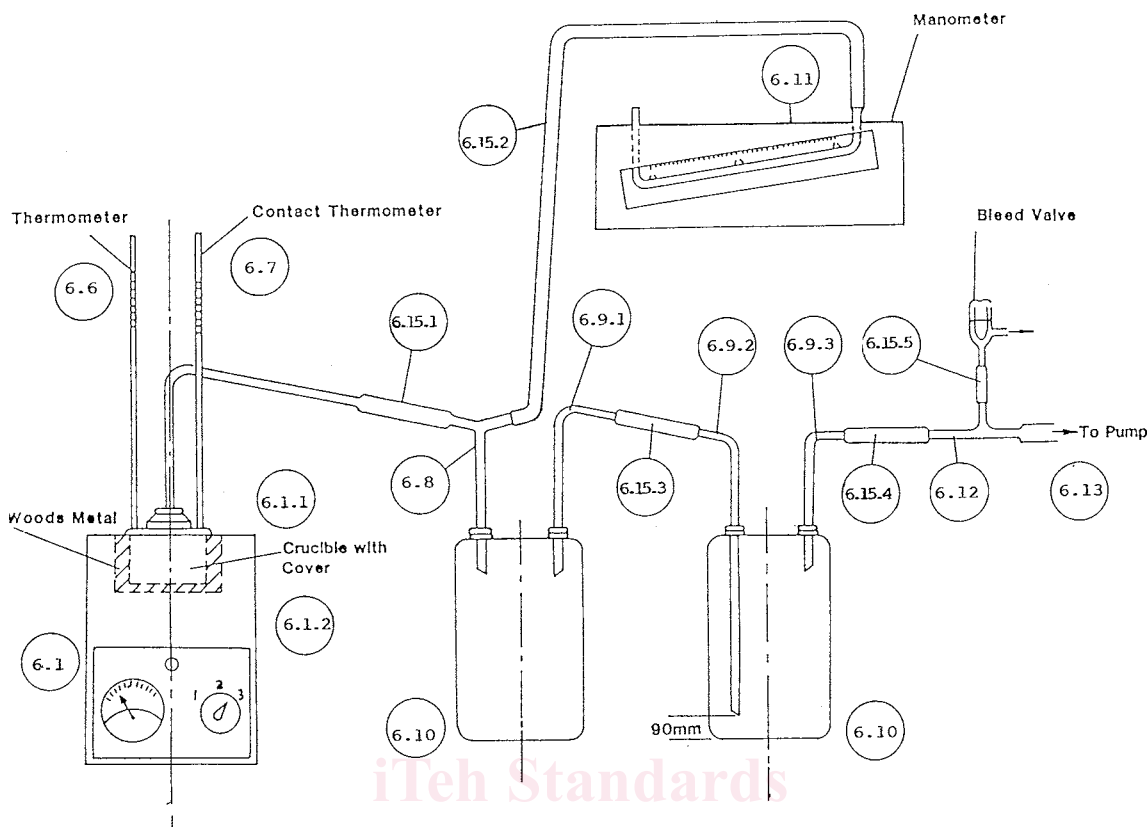 Manometer
6.11
6.15.2
Thermometer
Contact Thermometer
Bleed Valve
6.6
6.7
6.15.1
6.9.1
6.9.2
6.9.3
6.15.5
To Pump
6.8
6.15.3
6.15.4
6.12
6.13
6.1.1
Woods Metal
Crucible with
Cover
6.1.2
6.1
1
2
3
6.10
90mm
6.10
iTeh Standards